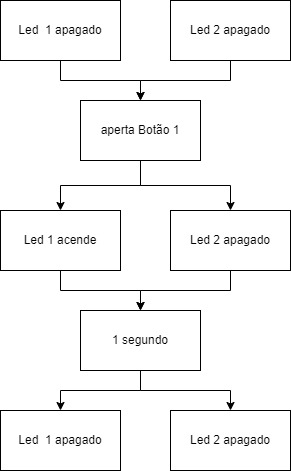 Led  1 apagado
Led 2 apagado
aperta Botão 1
Led 1 acende
Led 2 apagado
1 segundo
Led  1 apagado
Led 2 apagado